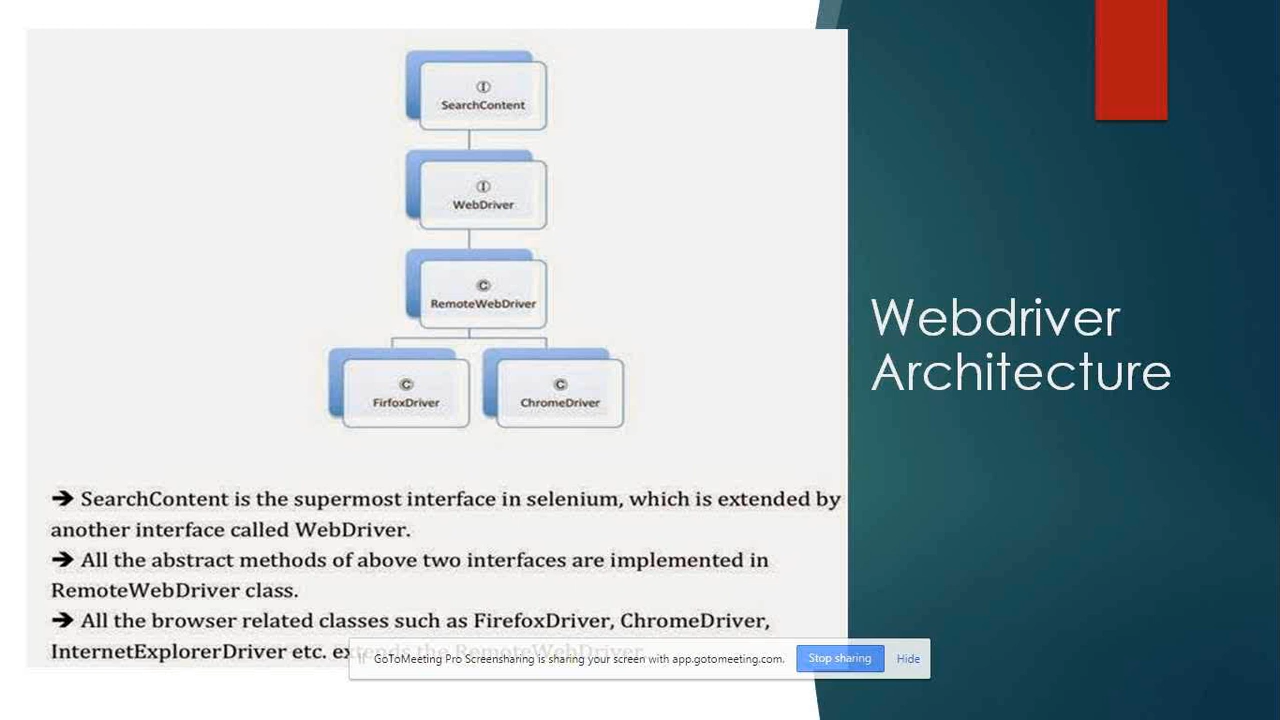 Ⓘ
SearchContent
Ⓘ
WebDriver
Ⓒ
RemoteWebDriver
Ⓒ
FirfoxDriver
Ⓒ
ChromeDriver
➔ SearchContent is the supermost interface in selenium, which is extended by
another interface called WebDriver.
➔ All the abstract methods of above two interfaces are implemented in
RemoteWebDriver class.
➔ All the browser related classes such as FirefoxDriver, ChromeDriver,
InternetExplorerDriver etc. extends the RemoteWebDriver
GoToMeeting Pro Screensharing is sharing your screen with app.gotomeeting.com. Stop sharing Hide
Webdriver
Architecture